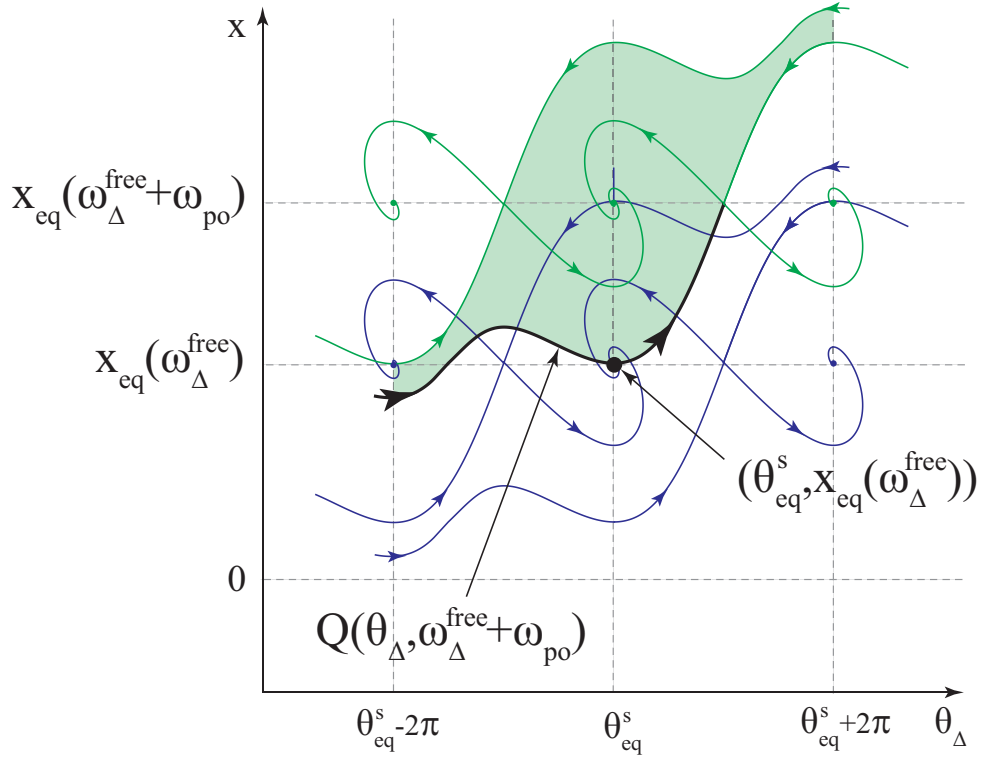 x
x_eq(ω_Δ^free+ω_po)
x_eq(ω_Δ^free)
(θ_eq^s,x_eq(ω_Δ^free))
0
Q(θ_Δ,ω_Δ^free+ω_po)
θ_eq^s-2π
θ_eq^s
θ_eq^s+2π
θ_Δ